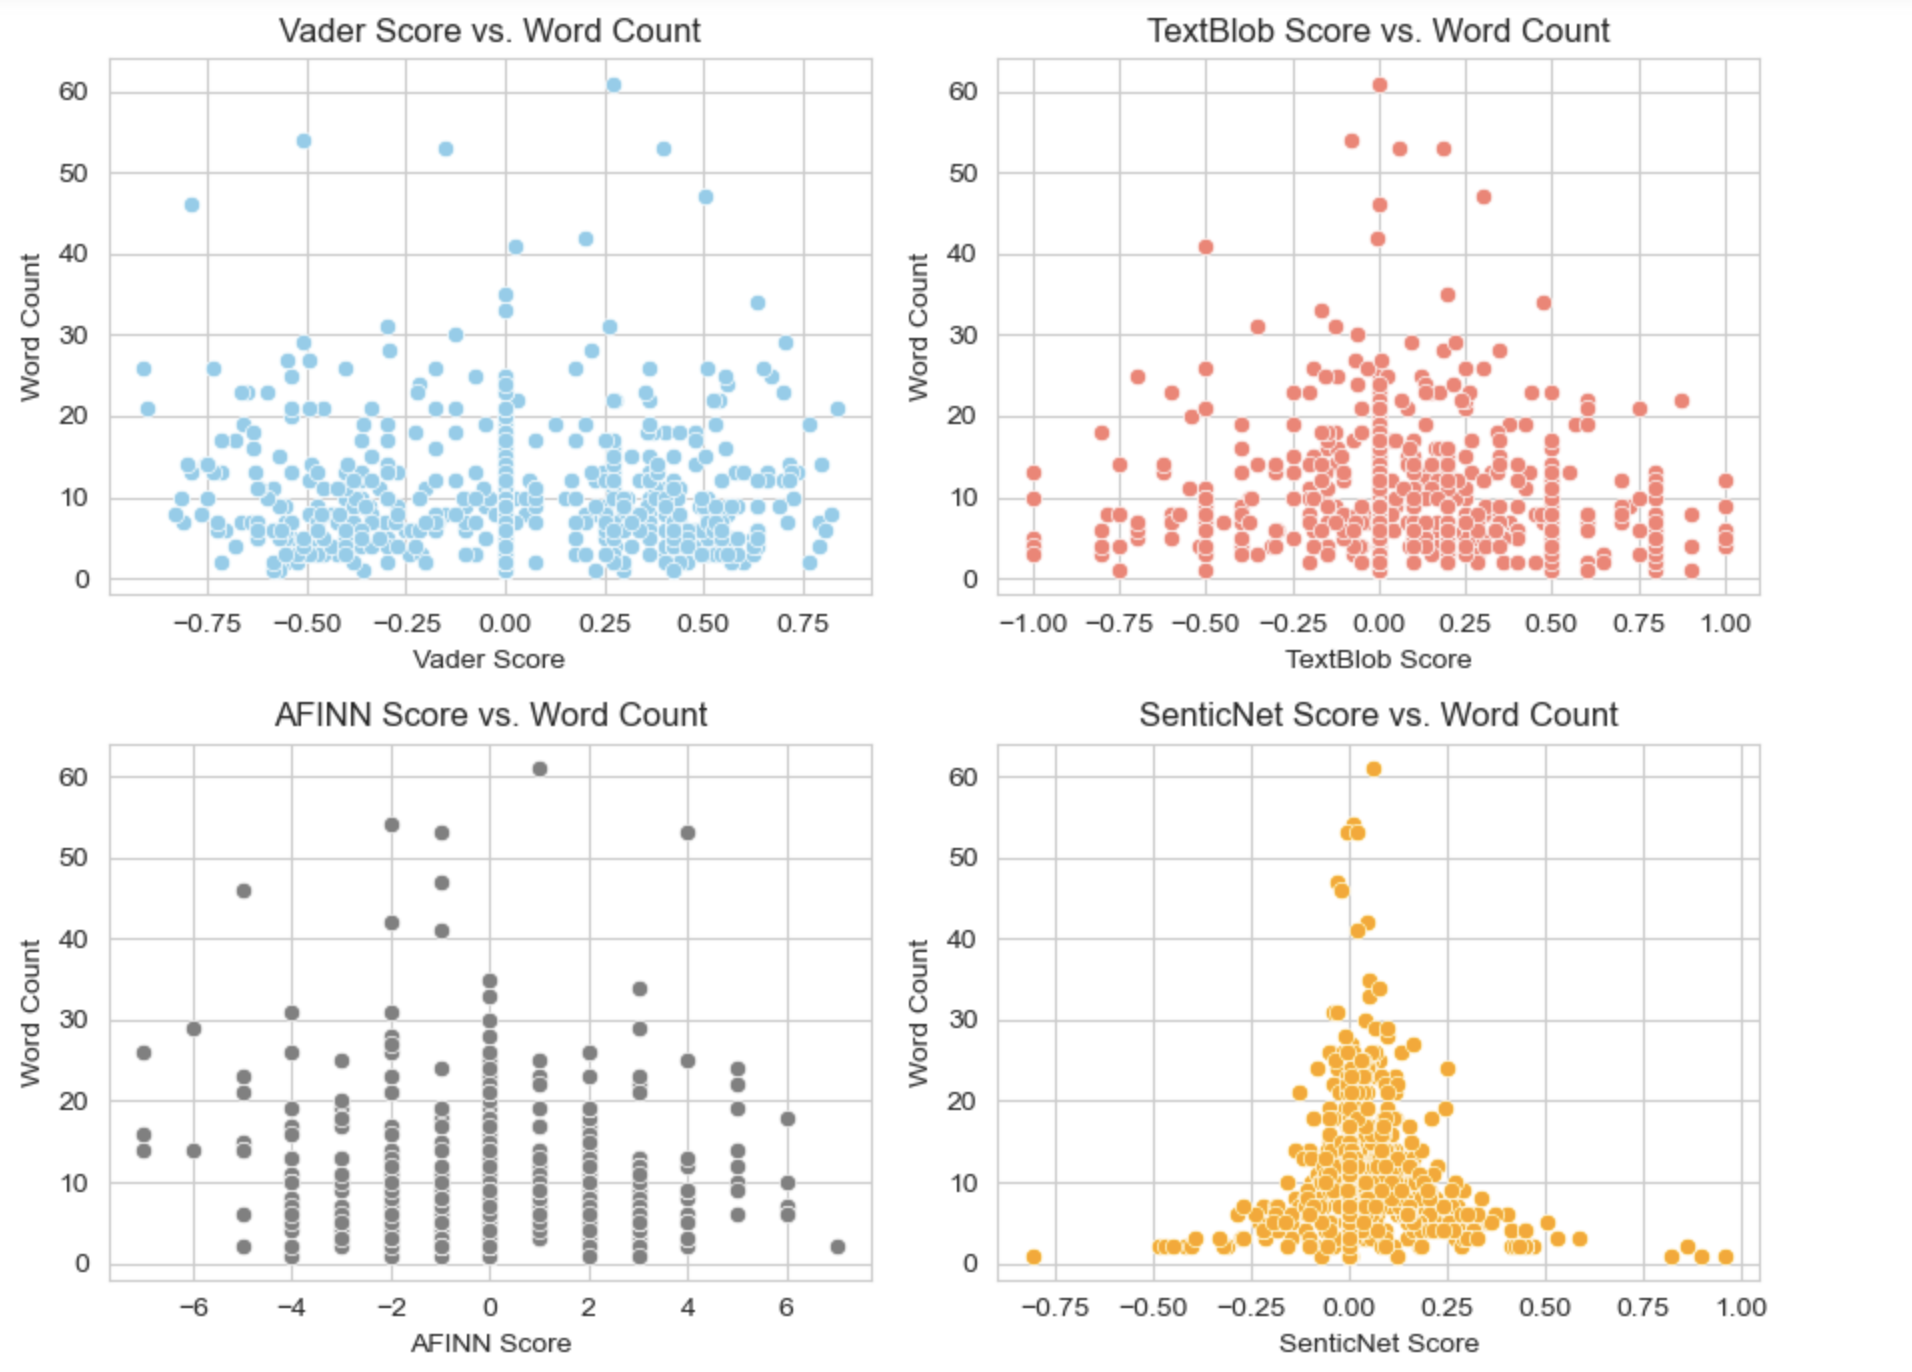 Vader Score vs. Word Count
60
50
40
30
20
10
0
Word Count
−0.75 −0.50 −0.25 0.00 0.25 0.50 0.75
Vader Score
TextBlob Score vs. Word Count
60
50
40
30
20
10
0
Word Count
−1.00 −0.75 −0.50 −0.25 0.00 0.25 0.50 0.75 1.00
TextBlob Score
AFINN Score vs. Word Count
60
50
40
30
20
10
0
Word Count
−6 −4 −2 0 2 4 6
AFINN Score
SenticNet Score vs. Word Count
60
50
40
30
20
10
0
Word Count
−0.75 −0.50 −0.25 0.00 0.25 0.50 0.75 1.00
SenticNet Score